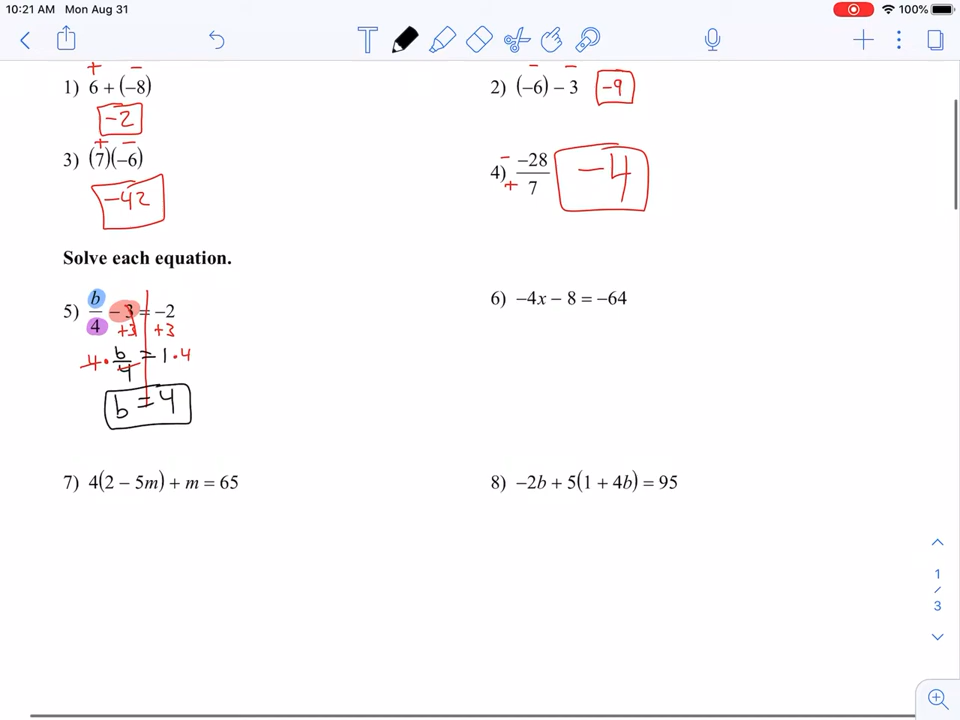 10:21 AM Mon Aug 31 100%
T
+ −
1) 6 + (−8)
−2
− −
2) (−6) − 3 −9
+ −
3) (7)(−6)
−42
4) −28/7 −4
− +
Solve each equation.
5) b/4 − 3 = −2
+3 +3
4 · b/4 = 1 · 4
b = 4
6) −4x − 8 = −64
7) 4(2 − 5m) + m = 65
8) −2b + 5(1 + 4b) = 95
1
/
3